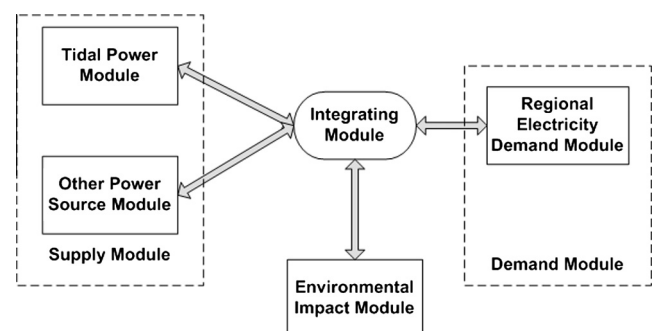 Tidal Power
Module
Other Power
Source Module
Supply Module
Integrating
Module
Environmental
Impact Module
Regional
Electricity
Demand Module
Demand Module